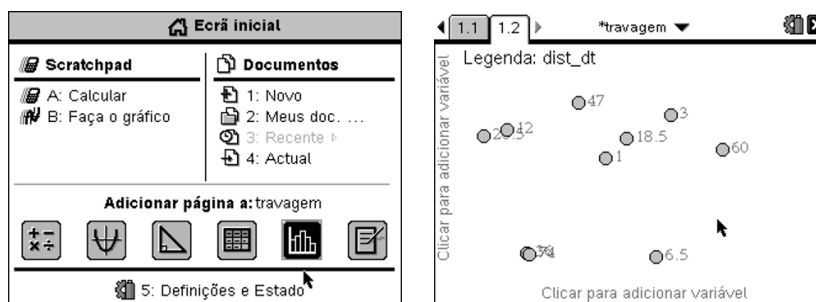 Ecrã inicial
Scratchpad
A: Calcular
B: Faça o gráfico
Documentos
1: Novo
2: Meus doc. ...
3: Recente
4: Actual
Adicionar página a: travagem
5: Definições e Estado
1.1 1.2 *travagem
Legenda: dist_dt
Clicar para adicionar variável
47
3
42
18.5
60
1
6.5
Clicar para adicionar variável